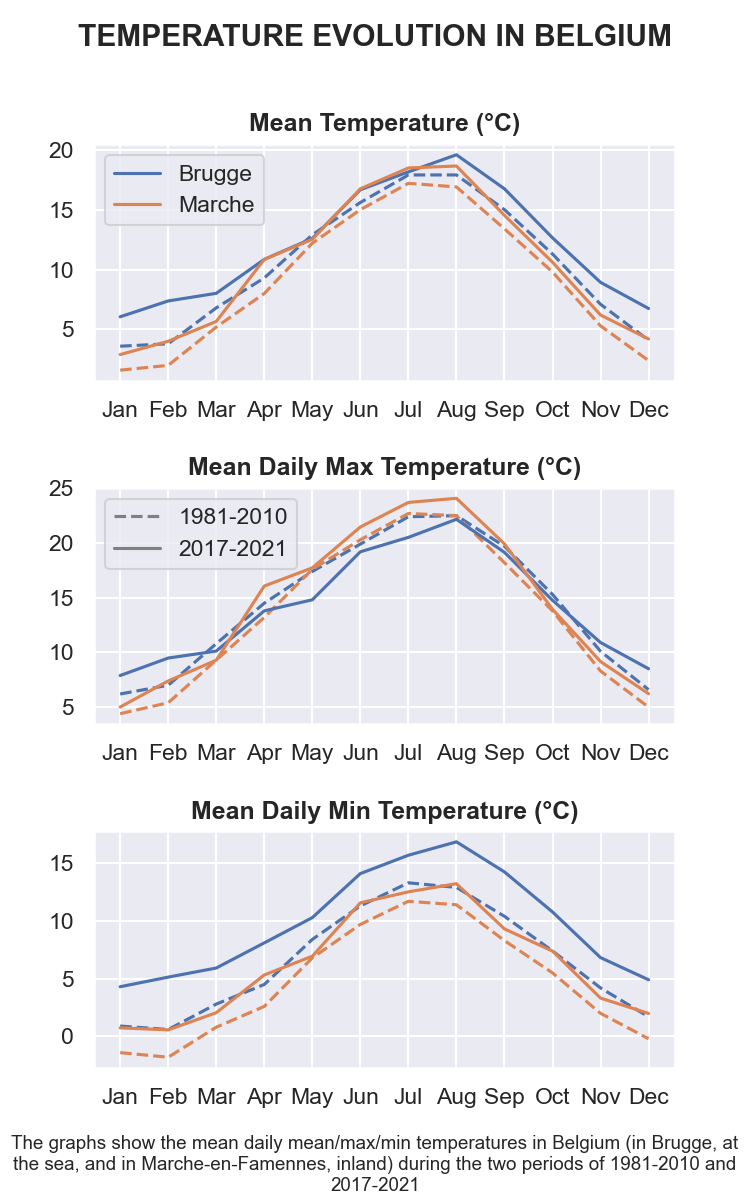 TEMPERATURE EVOLUTION IN BELGIUM
Mean Temperature (°C)
20
15
10
5
Brugge
Marche
Jan Feb Mar Apr May Jun Jul Aug Sep Oct Nov Dec
Mean Daily Max Temperature (°C)
25
20
15
10
5
1981-2010
2017-2021
Jan Feb Mar Apr May Jun Jul Aug Sep Oct Nov Dec
Mean Daily Min Temperature (°C)
15
10
5
0
Jan Feb Mar Apr May Jun Jul Aug Sep Oct Nov Dec
The graphs show the mean daily mean/max/min temperatures in Belgium (in Brugge, at
the sea, and in Marche-en-Famennes, inland) during the two periods of 1981-2010 and
2017-2021